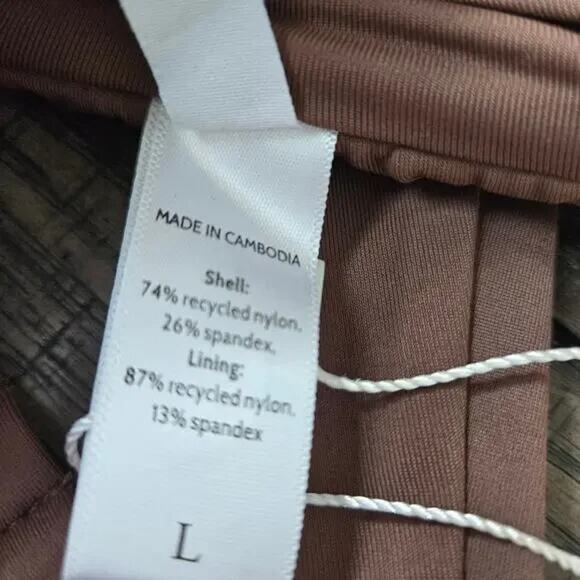 MADE IN CAMBODIA
Shell:
74% recycled nylon,
26% spandex,
Lining:
87% recycled nylon,
13% spandex
L